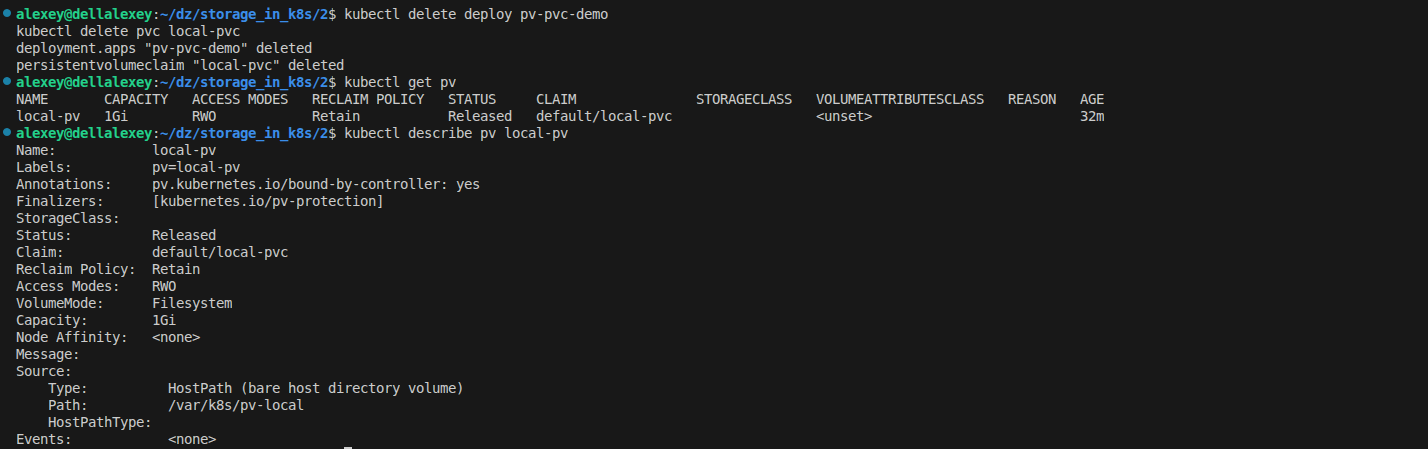 alexey@dellalexey:~/dz/storage_in_k8s/2$ kubectl delete deploy pv-pvc-demo
kubectl delete pvc local-pvc
deployment.apps "pv-pvc-demo" deleted
persistentvolumeclaim "local-pvc" deleted
alexey@dellalexey:~/dz/storage_in_k8s/2$ kubectl get pv
NAME       CAPACITY   ACCESS MODES   RECLAIM POLICY   STATUS     CLAIM               STORAGECLASS   VOLUMEATTRIBUTESCLASS   REASON   AGE
local-pv   1Gi        RWO            Retain           Released   default/local-pvc                  <unset>                          32m
alexey@dellalexey:~/dz/storage_in_k8s/2$ kubectl describe pv local-pv
Name:            local-pv
Labels:          pv=local-pv
Annotations:     pv.kubernetes.io/bound-by-controller: yes
Finalizers:      [kubernetes.io/pv-protection]
StorageClass:
Status:          Released
Claim:           default/local-pvc
Reclaim Policy:  Retain
Access Modes:    RWO
VolumeMode:      Filesystem
Capacity:        1Gi
Node Affinity:   <none>
Message:
Source:
    Type:          HostPath (bare host directory volume)
    Path:          /var/k8s/pv-local
    HostPathType:
Events:            <none>